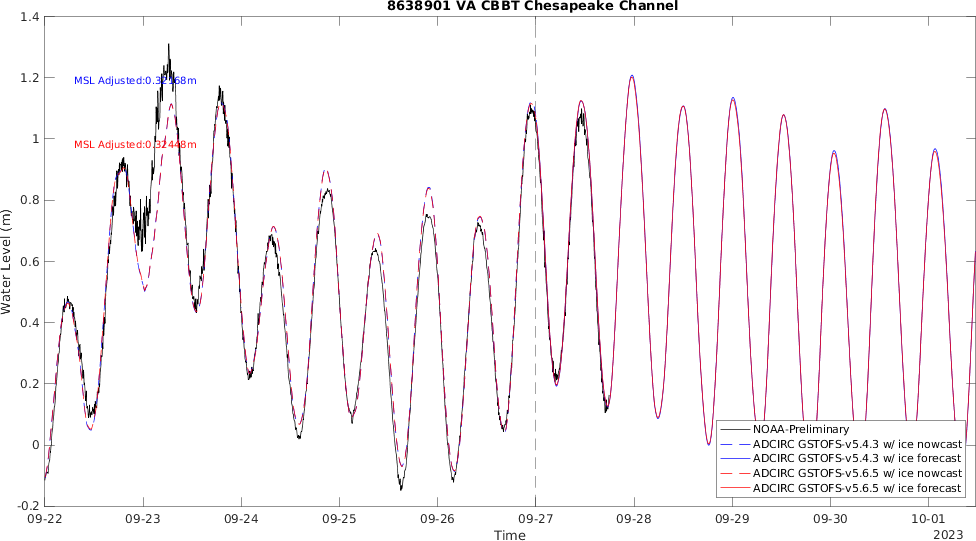 8638901 VA CBBT Chesapeake Channel
1.4
1.2
1
0.8
0.6
0.4
0.2
0
-0.2
Water Level (m)
MSL Adjusted:0.32168m
MSL Adjusted:0.32448m
NOAA-Preliminary
ADCIRC GSTOFS-v5.4.3 w/ ice nowcast
ADCIRC GSTOFS-v5.4.3 w/ ice forecast
ADCIRC GSTOFS-v5.6.5 w/ ice nowcast
ADCIRC GSTOFS-v5.6.5 w/ ice forecast
09-22 09-23 09-24 09-25 09-26 09-27 09-28 09-29 09-30 10-01
Time
2023